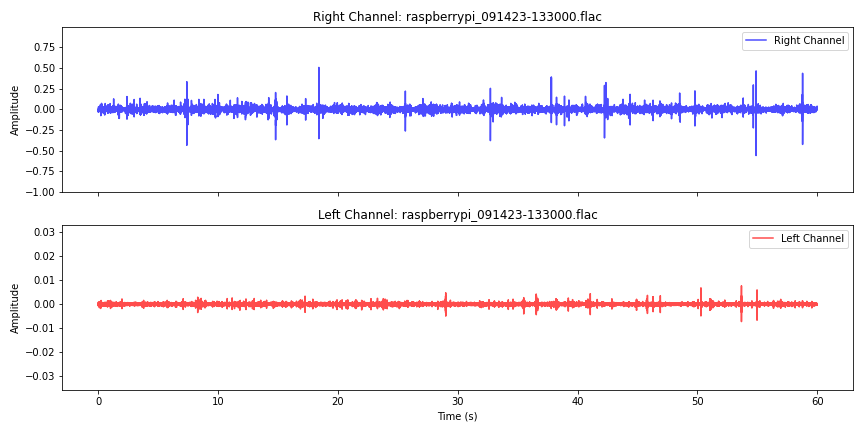 Right Channel: raspberrypi_091423-133000.flac
Right Channel
0.75
0.50
0.25
0.00
−0.25
−0.50
−0.75
−1.00
Amplitude
Left Channel: raspberrypi_091423-133000.flac
Left Channel
0.03
0.02
0.01
0.00
−0.01
−0.02
−0.03
Amplitude
0 10 20 30 40 50 60
Time (s)